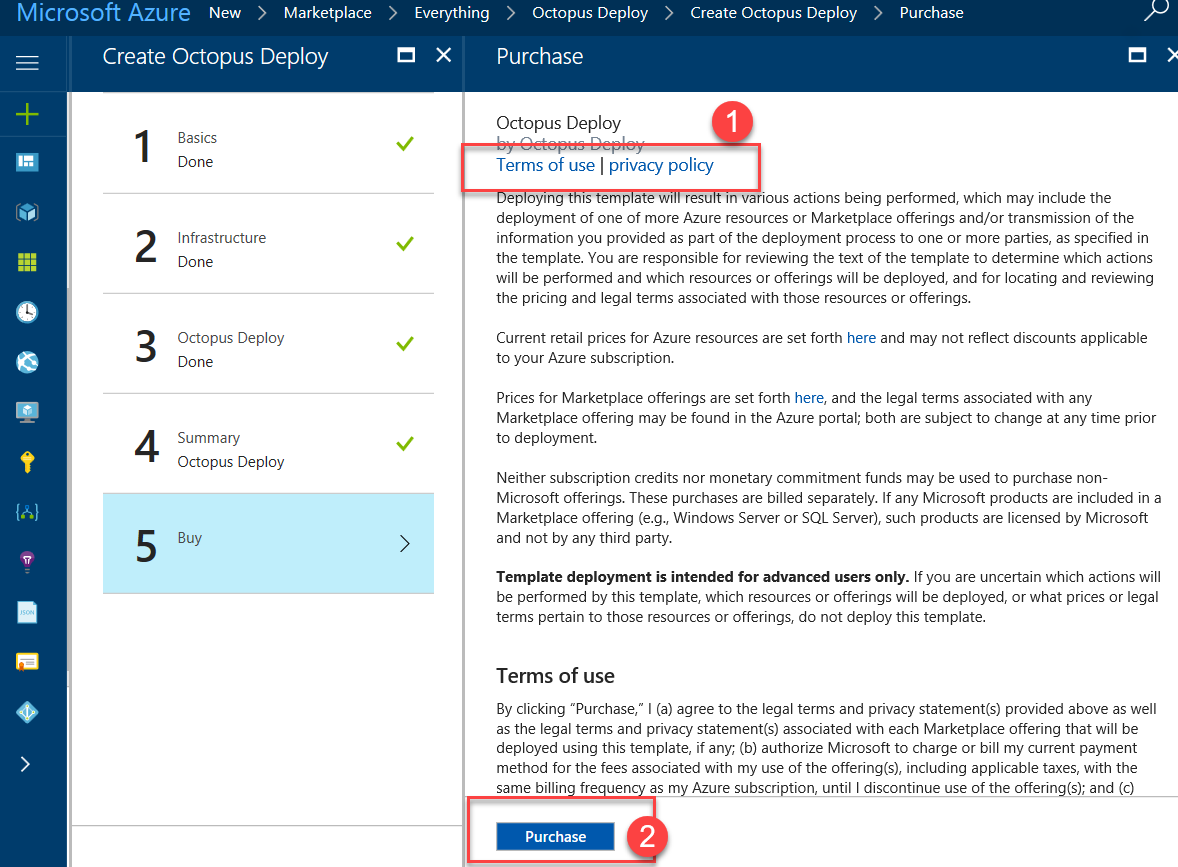 Microsoft Azure New > Marketplace > Everything > Octopus Deploy > Create Octopus Deploy > Purchase
Create Octopus Deploy
1
Basics
Done
2
Infrastructure
Done
3
Octopus Deploy
Done
4
Summary
Octopus Deploy
5
Buy
JSON
Purchase
Octopus Deploy
1
by Octopus Deploy
Terms of use | privacy policy
Deploying this template will result in various actions being performed, which may include the
deployment of one of more Azure resources or Marketplace offerings and/or transmission of the
information you provided as part of the deployment process to one or more parties, as specified in
the template. You are responsible for reviewing the text of the template to determine which actions
will be performed and which resources or offerings will be deployed, and for locating and reviewing
the pricing and legal terms associated with those resources or offerings.
Current retail prices for Azure resources are set forth here and may not reflect discounts applicable
to your Azure subscription.
Prices for Marketplace offerings are set forth here, and the legal terms associated with any
Marketplace offering may be found in the Azure portal; both are subject to change at any time prior
to deployment.
Neither subscription credits nor monetary commitment funds may be used to purchase non-
Microsoft offerings. These purchases are billed separately. If any Microsoft products are included in a
Marketplace offering (e.g., Windows Server or SQL Server), such products are licensed by Microsoft
and not by any third party.
Template deployment is intended for advanced users only. If you are uncertain which actions will
be performed by this template, which resources or offerings will be deployed, or what prices or legal
terms pertain to those resources or offerings, do not deploy this template.
Terms of use
By clicking “Purchase,” I (a) agree to the legal terms and privacy statement(s) provided above as well
as the legal terms and privacy statement(s) associated with each Marketplace offering that will be
deployed using this template, if any; (b) authorize Microsoft to charge or bill my current payment
method for the fees associated with my use of the offering(s), including applicable taxes, with the
same billing frequency as my Azure subscription, until I discontinue use of the offering(s); and (c)
Purchase
2